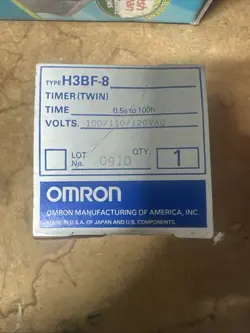 TYPE H3BF-8
TIMER (TWIN)
TIME 0.5s to 100h
VOLTS. 100/110/120VAC
LOT No. 0910 QTY. 1
OMRON
OMRON MANUFACTURING OF AMERICA, INC.
MADE IN U.S.A. OF JAPAN AND U.S. COMPONENTS.